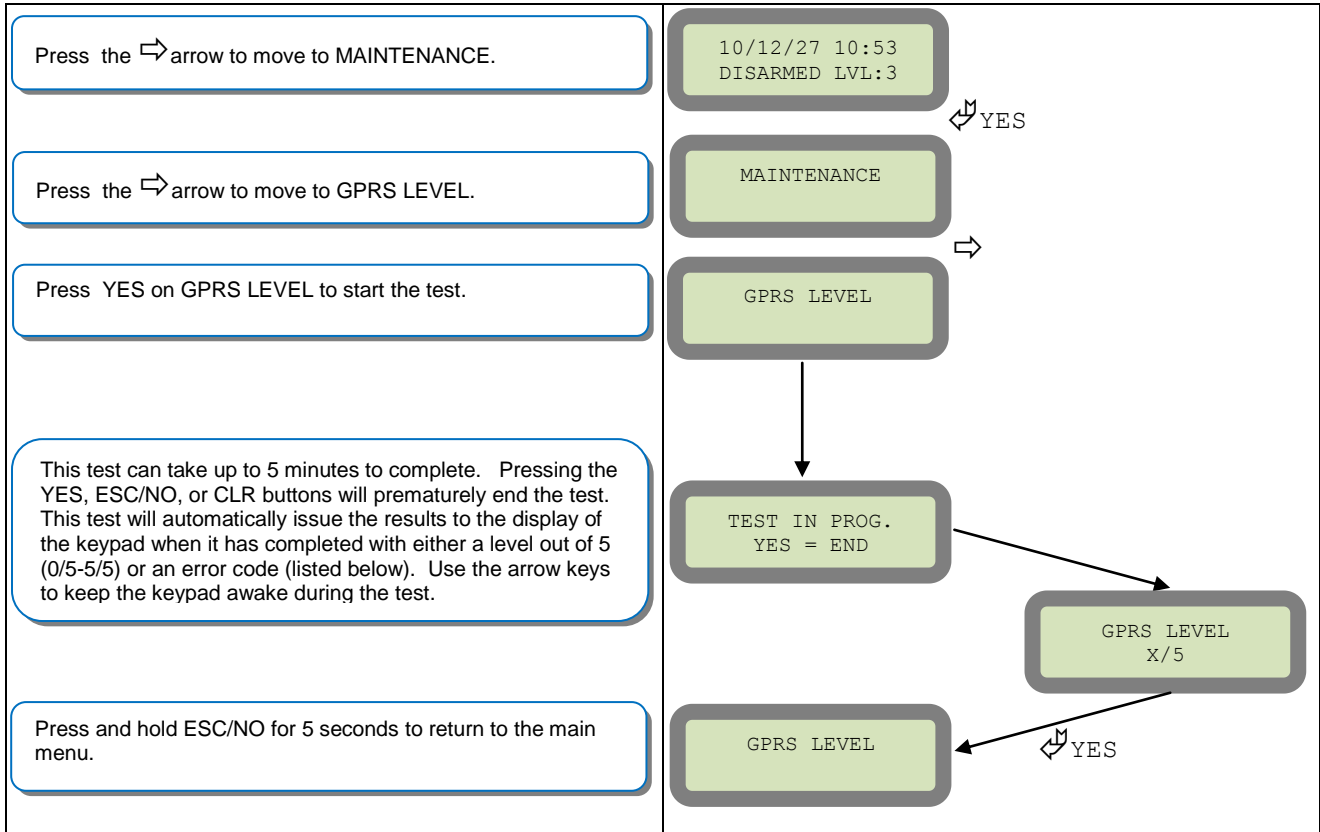 Press the ⇨ arrow to move to MAINTENANCE.
10/12/27 10:53
DISARMED LVL:3
YES
Press the ⇨ arrow to move to GPRS LEVEL.
MAINTENANCE
⇨
Press YES on GPRS LEVEL to start the test.
GPRS LEVEL
This test can take up to 5 minutes to complete. Pressing the
YES, ESC/NO, or CLR buttons will prematurely end the test.
This test will automatically issue the results to the display of
the keypad when it has completed with either a level out of 5
(0/5-5/5) or an error code (listed below). Use the arrow keys
to keep the keypad awake during the test.
TEST IN PROG.
YES = END
GPRS LEVEL
X/5
Press and hold ESC/NO for 5 seconds to return to the main
menu.
GPRS LEVEL
YES